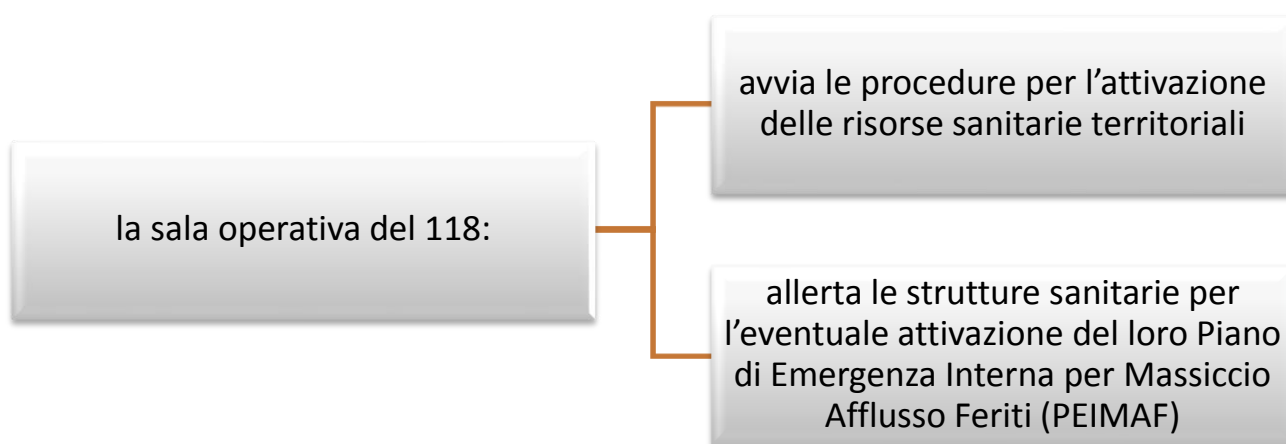 la sala operativa del 118:
avvia le procedure per l’attivazione
delle risorse sanitarie territoriali
allerta le strutture sanitarie per
l’eventuale attivazione del loro Piano
di Emergenza Interna per Massiccio
Afflusso Feriti (PEIMAF)